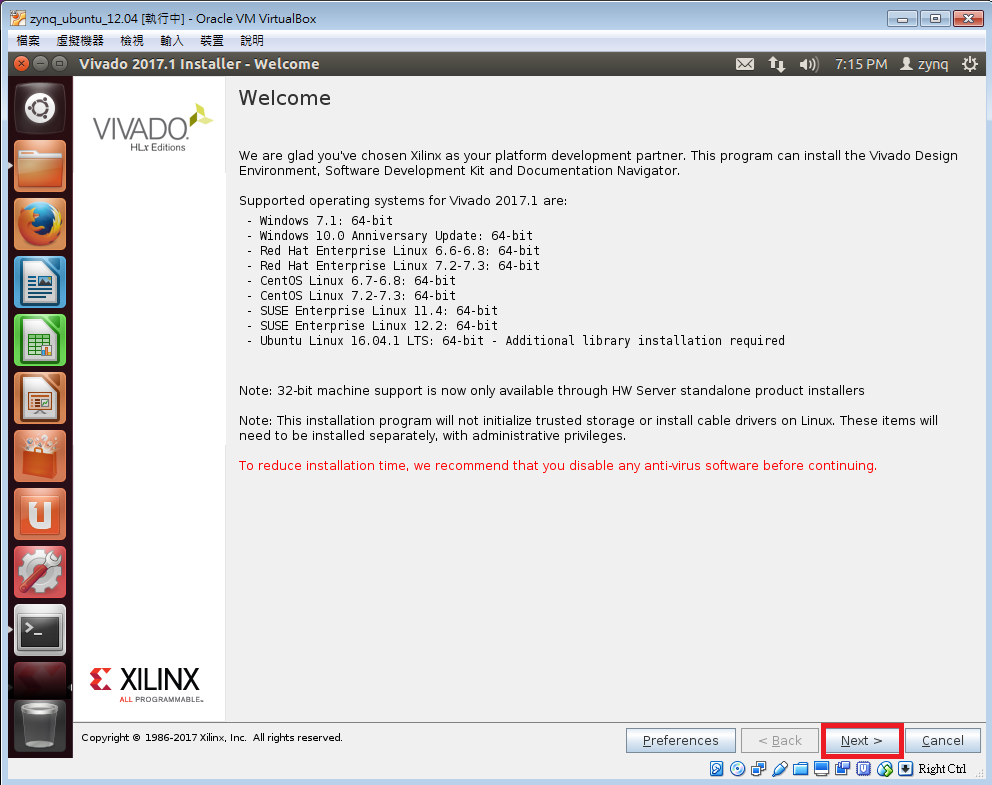 zynq_ubuntu_12.04 [執行中] - Oracle VM VirtualBox
檔案 虛擬機器 檢視 輸入 裝置 說明
Vivado 2017.1 Installer - Welcome 7:15 PM zynq
VIVADO.
HLx Editions
Welcome
We are glad you've chosen Xilinx as your platform development partner. This program can install the Vivado Design
Environment, Software Development Kit and Documentation Navigator.
Supported operating systems for Vivado 2017.1 are:
- Windows 7.1: 64-bit
- Windows 10.0 Anniversary Update: 64-bit
- Red Hat Enterprise Linux 6.6-6.8: 64-bit
- Red Hat Enterprise Linux 7.2-7.3: 64-bit
- CentOS Linux 6.7-6.8: 64-bit
- CentOS Linux 7.2-7.3: 64-bit
- SUSE Enterprise Linux 11.4: 64-bit
- SUSE Enterprise Linux 12.2: 64-bit
- Ubuntu Linux 16.04.1 LTS: 64-bit - Additional library installation required
Note: 32-bit machine support is now only available through HW Server standalone product installers
Note: This installation program will not initialize trusted storage or install cable drivers on Linux. These items will
need to be installed separately, with administrative privileges.
To reduce installation time, we recommend that you disable any anti-virus software before continuing.
XILINX
ALL PROGRAMMABLE™
Copyright © 1986-2017 Xilinx, Inc. All rights reserved.
Preferences < Back Next > Cancel
Right Ctrl